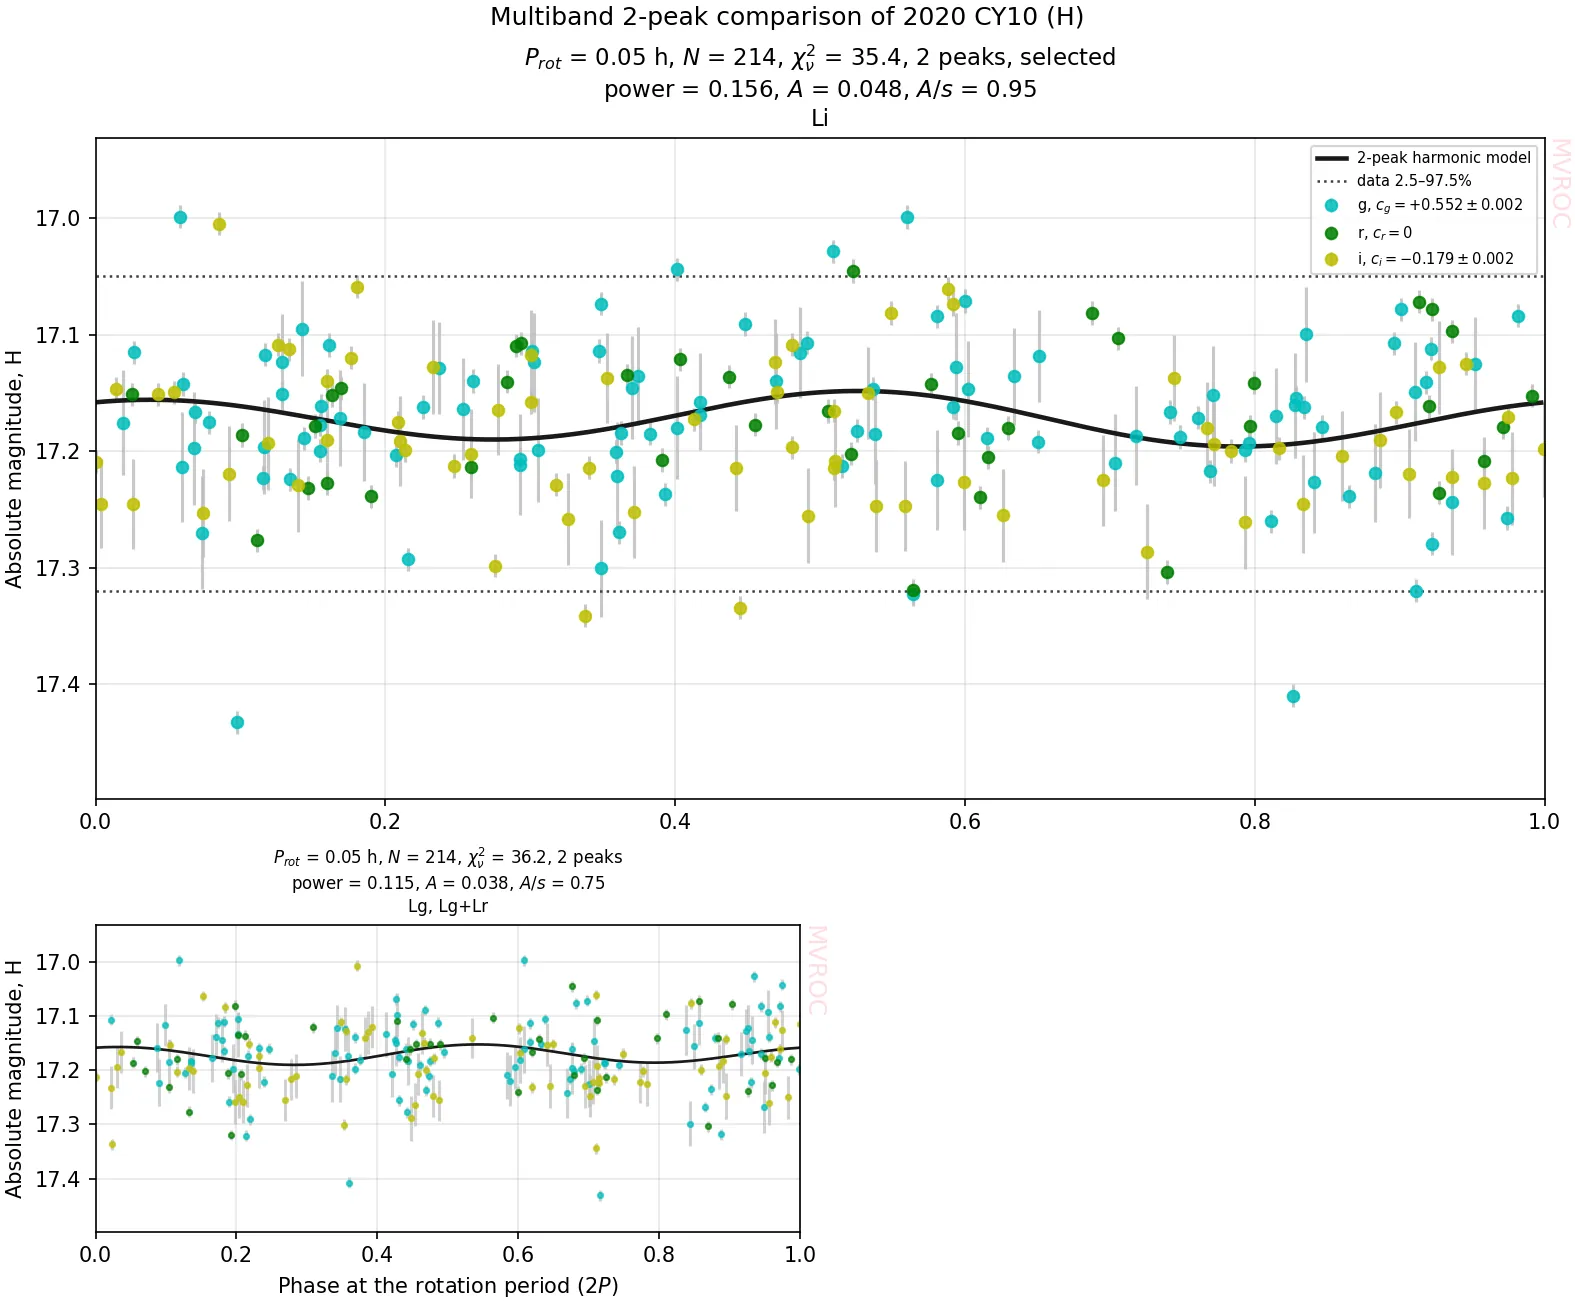 Multiband 2-peak comparison of 2020 CY10 (H)
P_rot = 0.05 h, N = 214, χ²_ν = 35.4, 2 peaks, selected
power = 0.156, A = 0.048, A/s = 0.95
Li
MVROC
2-peak harmonic model
data 2.5–97.5%
g, c_g = +0.552 ± 0.002
r, c_r = 0
i, c_i = −0.179 ± 0.002
Absolute magnitude, H
17.0
17.1
17.2
17.3
17.4
0.0 0.2 0.4 0.6 0.8 1.0
P_rot = 0.05 h, N = 214, χ²_ν = 36.2, 2 peaks
power = 0.115, A = 0.038, A/s = 0.75
Lg, Lg+Lr
MVROC
Absolute magnitude, H
17.0
17.1
17.2
17.3
17.4
0.0 0.2 0.4 0.6 0.8 1.0
Phase at the rotation period (2P)